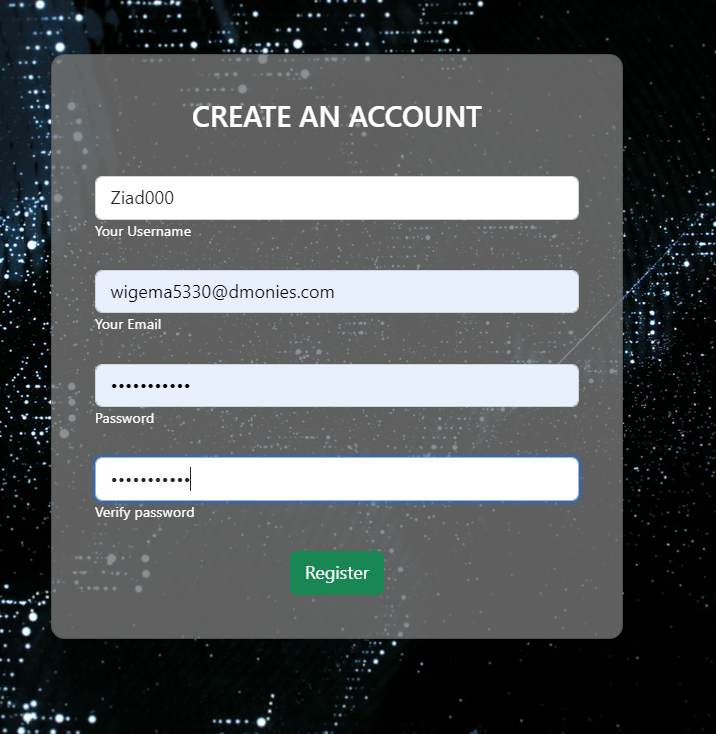 CREATE AN ACCOUNT
Ziad000
Your Username
wigema5330@dmonies.com
Your Email
•••••••••••
Password
•••••••••••
Verify password
Register